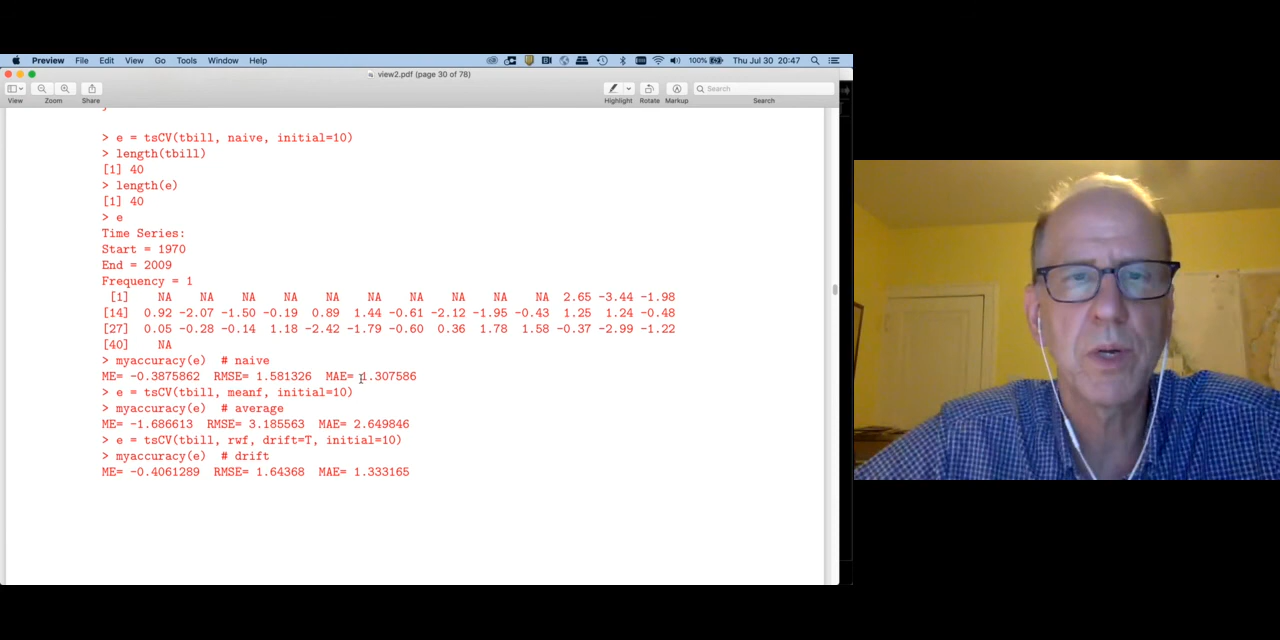 Preview File Edit View Go Tools Window Help 100% Thu Jul 30 20:47
view2.pdf (page 30 of 78)
Search
View Zoom Share Highlight Rotate Markup Search
> e = tsCV(tbill, naive, initial=10)
> length(tbill)
[1] 40
> length(e)
[1] 40
> e
Time Series:
Start = 1970
End = 2009
Frequency = 1
[1] NA NA NA NA NA NA NA NA NA NA 2.65 -3.44 -1.98
[14] 0.92 -2.07 -1.50 -0.19 0.89 1.44 -0.61 -2.12 -1.95 -0.43 1.25 1.24 -0.48
[27] 0.05 -0.28 -0.14 1.18 -2.42 -1.79 -0.60 0.36 1.78 1.58 -0.37 -2.99 -1.22
[40] NA
> myaccuracy(e) # naive
ME= -0.3875862 RMSE= 1.581326 MAE= 1.307586
> e = tsCV(tbill, meanf, initial=10)
> myaccuracy(e) # average
ME= -1.686613 RMSE= 3.185563 MAE= 2.649846
> e = tsCV(tbill, rwf, drift=T, initial=10)
> myaccuracy(e) # drift
ME= -0.4061289 RMSE= 1.64368 MAE= 1.333165